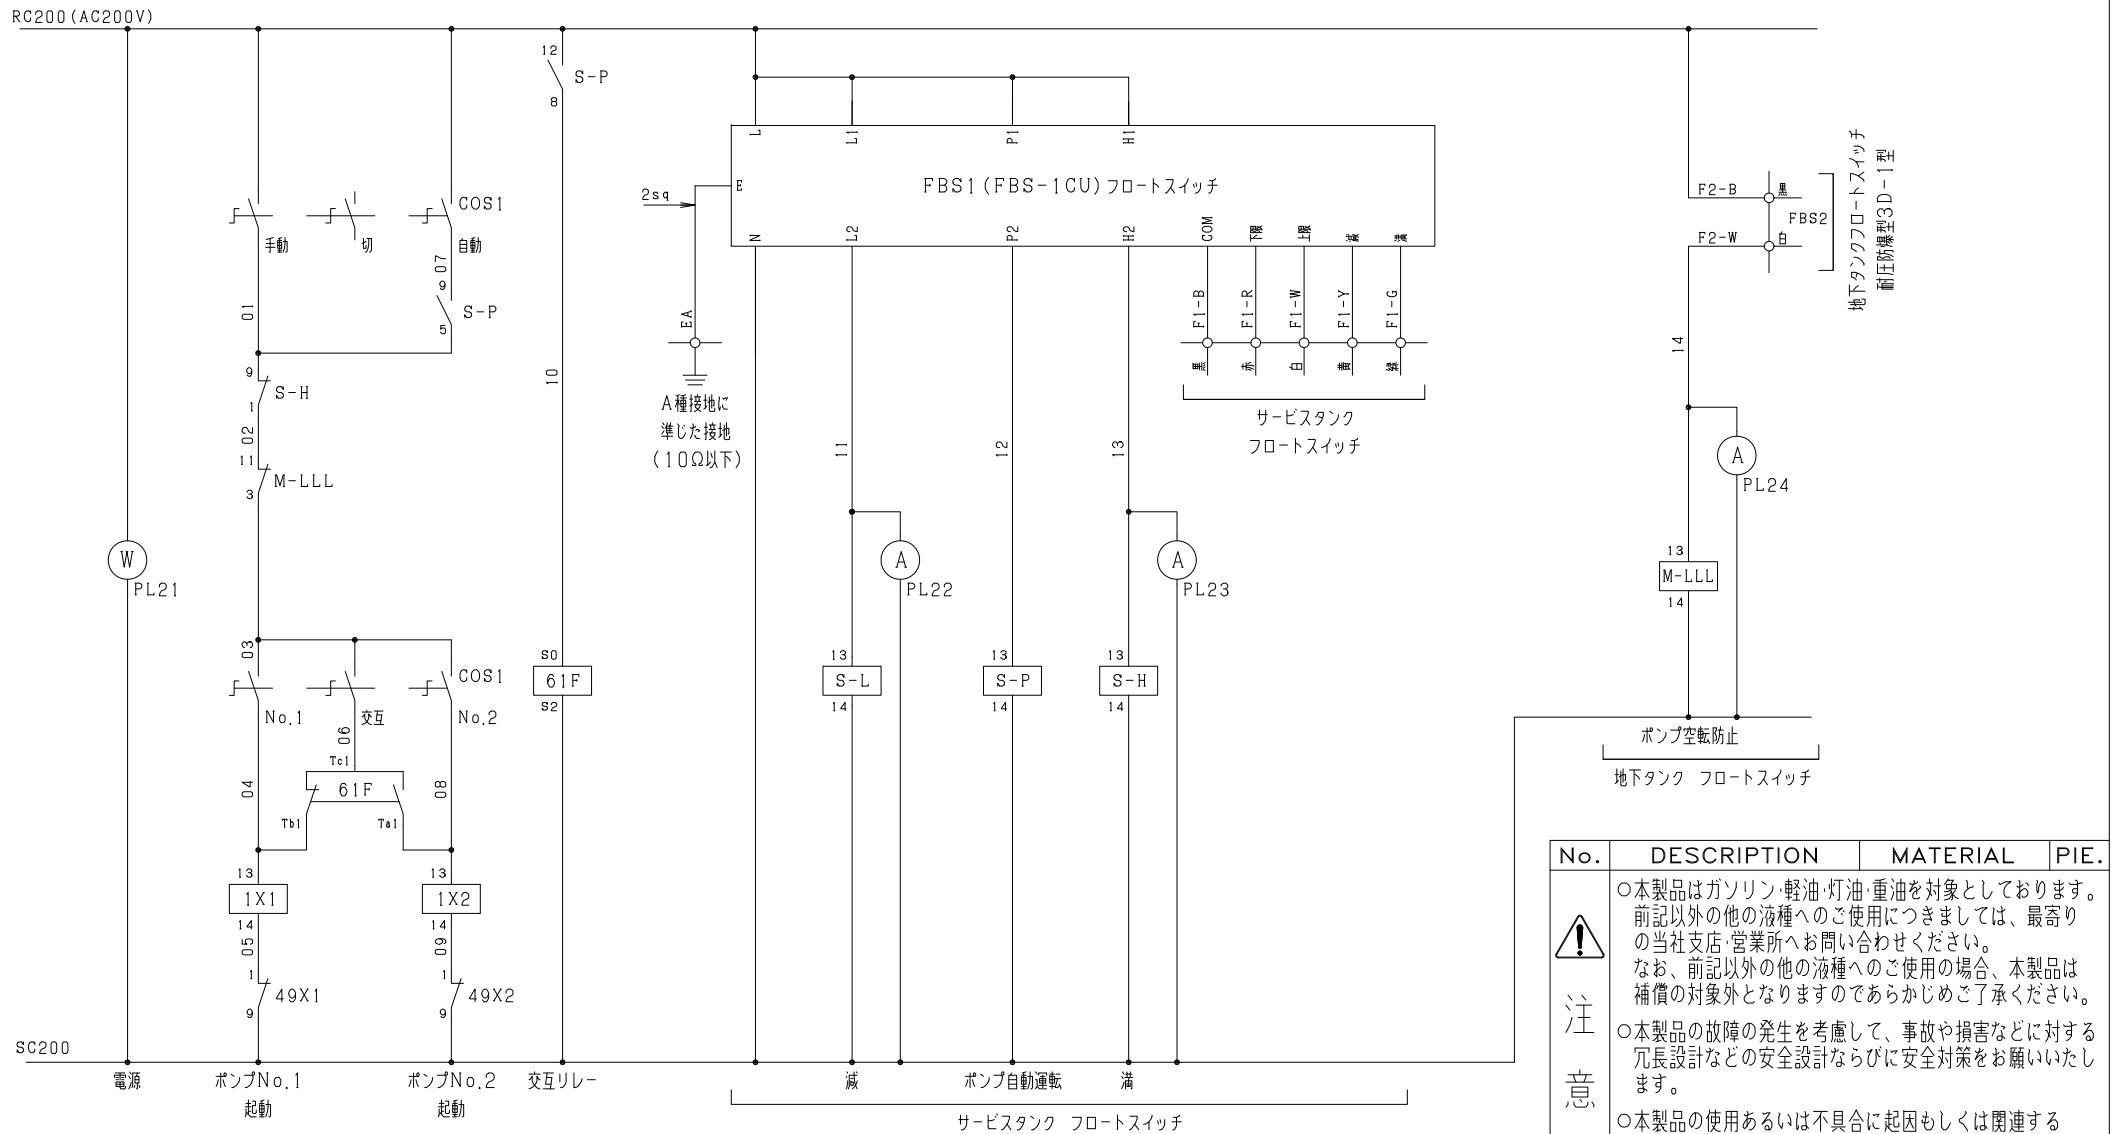 RC200(AC200V)
12
S-P
8
L
L1
P1
H1
E
FBS1(FBS-1CU)フロートスイッチ
2sq
N
L2
P2
H2
COM
下限
上限
減
満
F2-B
黒
FBS2
F2-W
白
地下タンクフロートスイッチ
耐圧防爆型3D-1型
COS1
手動
切
自動
07
9
S-P
5
01
EA
F1-B
F1-R
F1-W
F1-Y
F1-G
黒
赤
白
黄
緑
14
9
S-H
1
10
A種接地に
準じた接地
(10Ω以下)
サービスタンク
フロートスイッチ
02
11
M-LLL
3
11
12
13
A
PL24
W
PL21
A
PL22
A
PL23
13
M-LLL
14
03
S0
61F
S2
13
S-L
14
13
S-P
14
13
S-H
14
COS1
No.1
交互
No.2
06
Tc1
61F
Tb1
Ta1
04
08
ポンプ空転防止
地下タンク フロートスイッチ
13
1X1
14
13
1X2
14
05
09
1
49X1
9
1
49X2
9
SC200
電源
ポンプNo.1
起動
ポンプNo.2
起動
交互リレー
減
ポンプ自動運転
満
サービスタンク フロートスイッチ
No.
DESCRIPTION
MATERIAL
PIE.
注
意
○本製品はガソリン・軽油・灯油・重油を対象としております。
前記以外の他の液種へのご使用につきましては、最寄り
の当社支店・営業所へお問い合わせください。
なお、前記以外の他の液種へのご使用の場合、本製品は
補償の対象外となりますのであらかじめご了承ください。
○本製品の故障の発生を考慮して、事故や損害などに対する
冗長設計などの安全設計ならびに安全対策をお願いいたし
ます。
○本製品の使用あるいは不具合に起因もしくは関連する